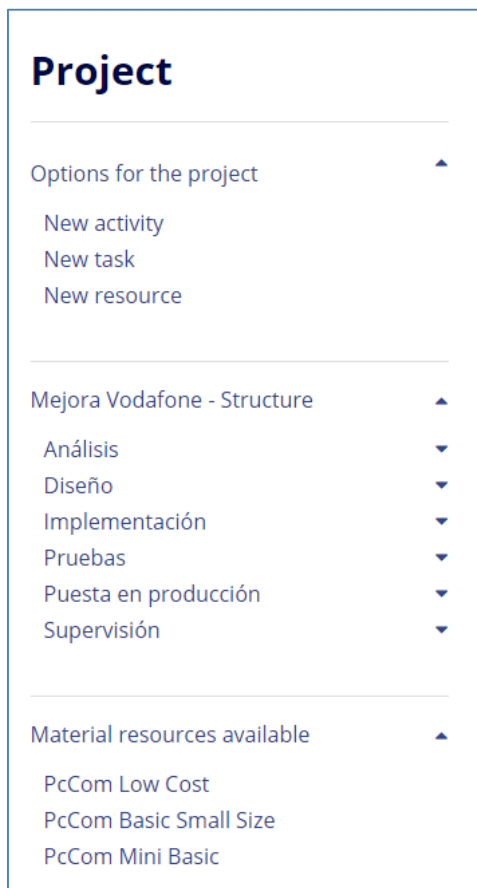 Project
Options for the project
New activity
New task
New resource
Mejora Vodafone - Structure
Análisis
Diseño
Implementación
Pruebas
Puesta en producción
Supervisión
Material resources available
PcCom Low Cost
PcCom Basic Small Size
PcCom Mini Basic